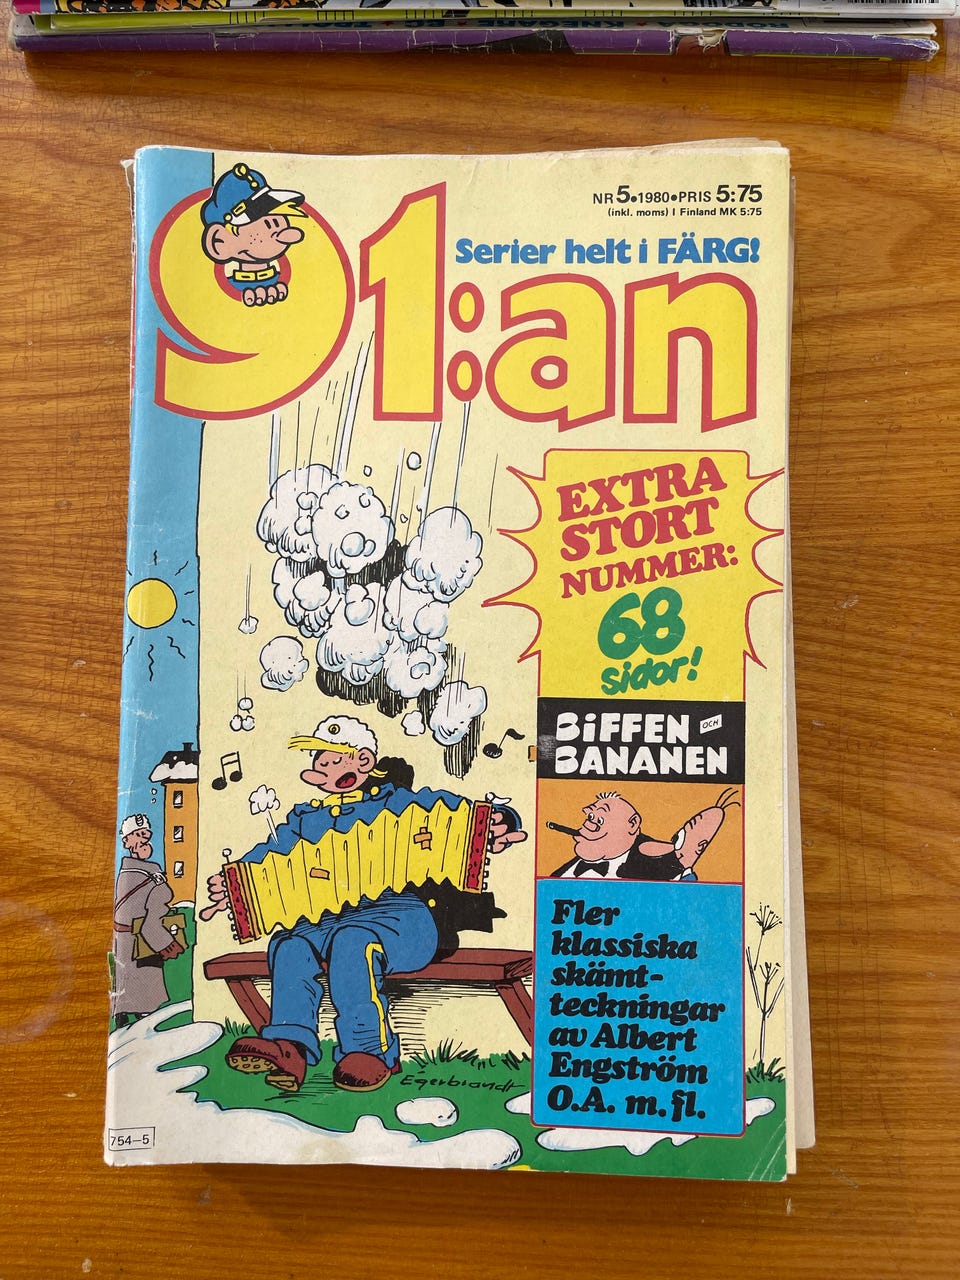 NR 5•1980•PRIS 5:75
(inkl. moms) I Finland MK 5:75
Serier helt i FÄRG!
91:an
EXTRA
STORT
NUMMER:
68
sidor!
BIFFEN OCH
BANANEN
Fler
klassiska
skämt-
teckningar
av Albert
Engström
O.A. m.fl.
Egerbrandt
754–5